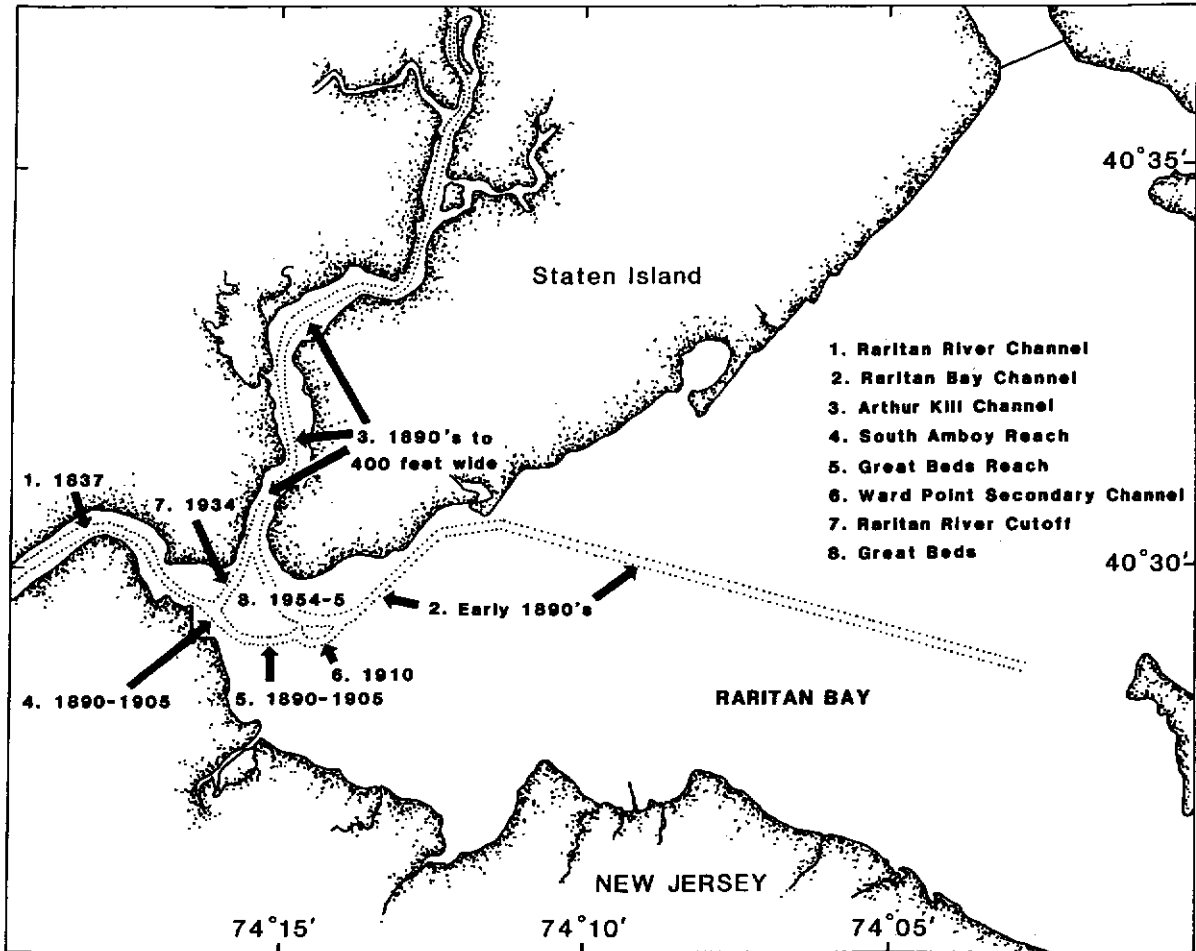 40°35'
Staten Island
1. Raritan River Channel
2. Raritan Bay Channel
3. Arthur Kill Channel
4. South Amboy Reach
5. Great Beds Reach
6. Ward Point Secondary Channel
7. Raritan River Cutoff
8. Great Beds
3. 1890's to
400 feet wide
1. 1837
7. 1934
40°30'
8. 1954-5
2. Early 1890's
6. 1910
4. 1890-1905
5. 1890-1905
RARITAN BAY
NEW JERSEY
74°15'
74°10'
74°05'